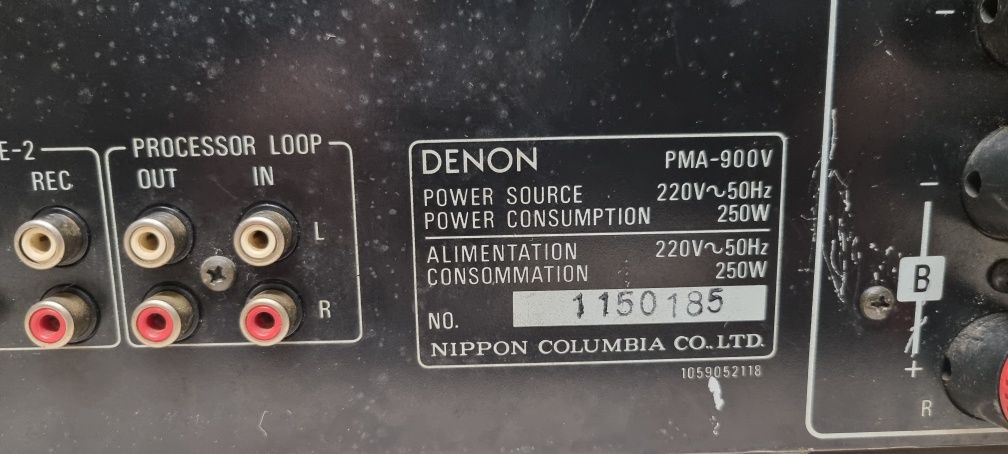 E-2
REC
PROCESSOR LOOP
OUT IN
L
R
DENON PMA-900V
POWER SOURCE 220V~50Hz
POWER CONSUMPTION 250W
ALIMENTATION 220V~50Hz
CONSOMMATION 250W
NO. 1150185
NIPPON COLUMBIA CO., LTD.
1059052118
−
−
B
+
R